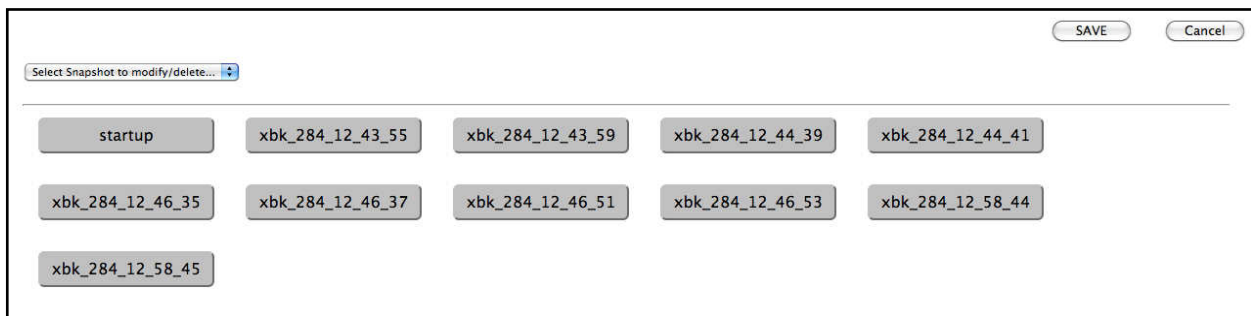 SAVE Cancel
Select Snapshot to modify/delete...
startup xbk_284_12_43_55 xbk_284_12_43_59 xbk_284_12_44_39 xbk_284_12_44_41
xbk_284_12_46_35 xbk_284_12_46_37 xbk_284_12_46_51 xbk_284_12_46_53 xbk_284_12_58_44
xbk_284_12_58_45